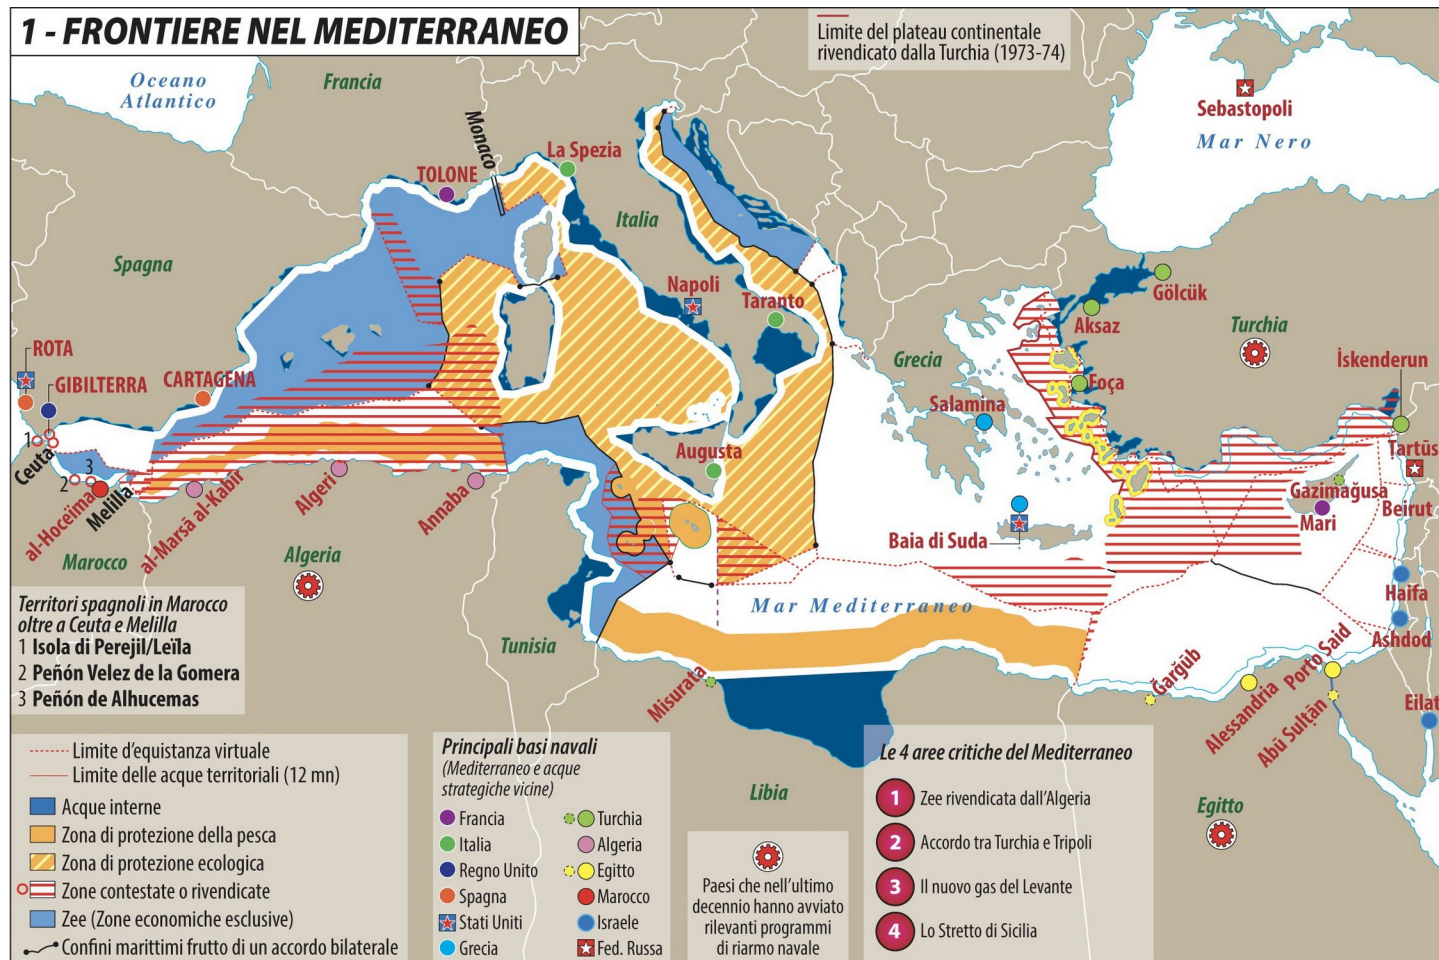 1 - FRONTIERE NEL MEDITERRANEO
Limite del plateau continentale
rivendicato dalla Turchia (1973-74)
Oceano
Atlantico
Francia
Monaco
La Spezia
TOLONE
Sebastopoli
Mar Nero
Italia
Spagna
Napoli
Taranto
Gölcük
Aksaz
Turchia
Grecia
İskenderun
ROTA
GIBILTERRA
CARTAGENA
Foça
Salamina
1
Ceuta
3
2
Augusta
Tartūs
al-Hoceïma
Melilla
al-Marsā al-Kabīr
Algeri
Annaba
Gazimağusa
Mari
Beirut
Baia di Suda
Marocco
Algeria
Haifa
Mar Mediterraneo
Ashdod
Tunisia
Misurata
Ğarğūb
Alessandria
Porto Said
Abū Sulṭān
Eilat
Libia
Egitto
Territori spagnoli in Marocco
oltre a Ceuta e Melilla
1 Isola di Perejil/Leïla
2 Peñón Velez de la Gomera
3 Peñón de Alhucemas
Limite d'equistanza virtuale
Limite delle acque territoriali (12 mn)
Acque interne
Zona di protezione della pesca
Zona di protezione ecologica
Zone contestate o rivendicate
Zee (Zone economiche esclusive)
Confini marittimi frutto di un accordo bilaterale
Principali basi navali
(Mediterraneo e acque
strategiche vicine)
Francia
Italia
Regno Unito
Spagna
Stati Uniti
Grecia
Turchia
Algeria
Egitto
Marocco
Israele
Fed. Russa
Paesi che nell'ultimo
decennio hanno avviato
rilevanti programmi
di riarmo navale
Le 4 aree critiche del Mediterraneo
1 Zee rivendicata dall'Algeria
2 Accordo tra Turchia e Tripoli
3 Il nuovo gas del Levante
4 Lo Stretto di Sicilia